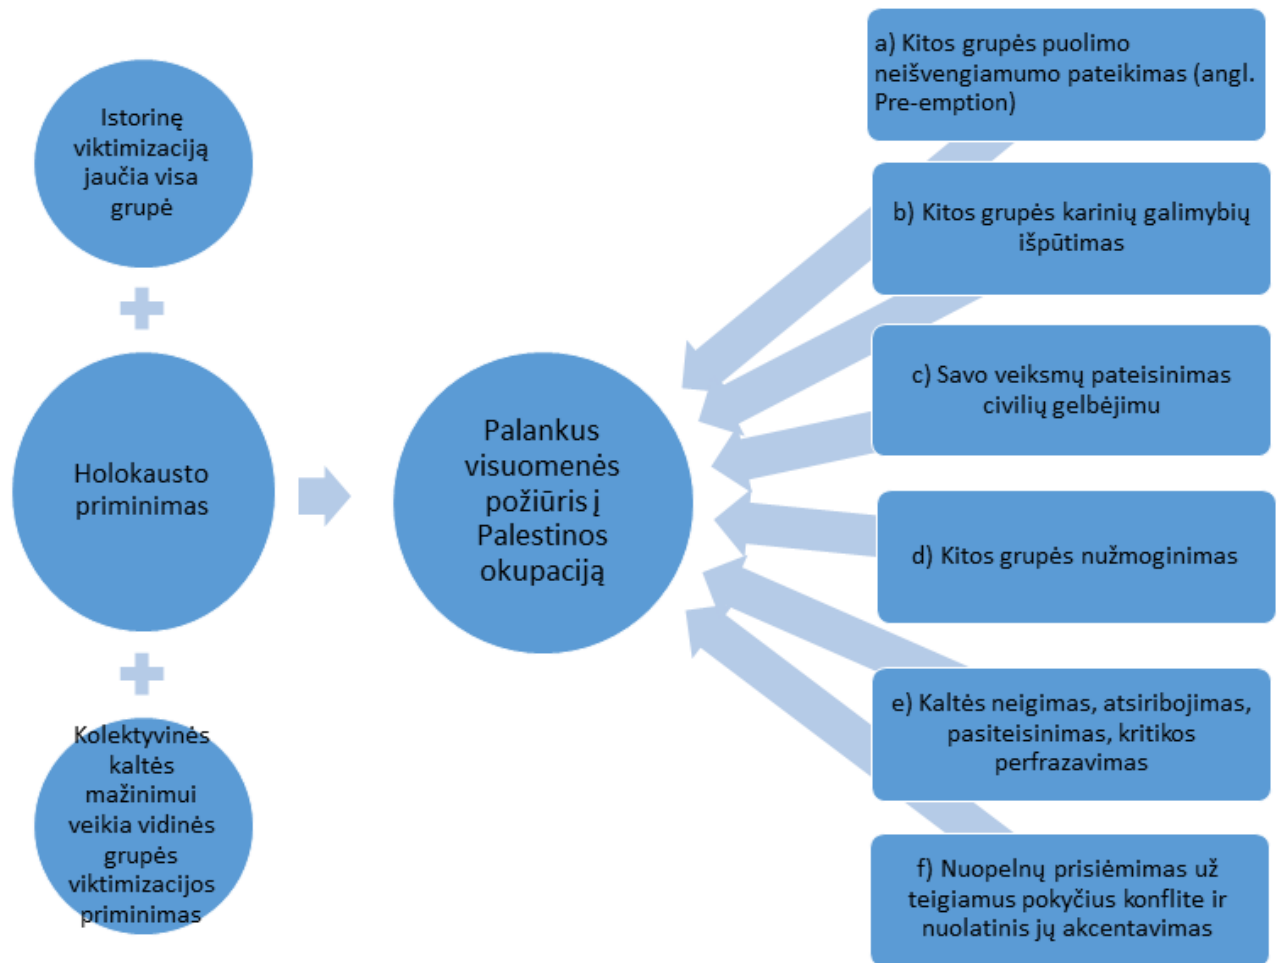 Istorinę
viktimizaciją
jaučia visa
grupė
Holokausto
priminimas
Kolektyvinės
kaltės
mažinimui
veikia vidinės
grupės
viktimizacijos
priminimas
Palankus
visuomenės
požiūris į
Palestinos
okupaciją
a) Kitos grupės puolimo
neišvengiamumo pateikimas (angl.
Pre-emption)
b) Kitos grupės karinių galimybių
išpūtimas
c) Savo veiksmų pateisinimas
civilių gelbėjimu
d) Kitos grupės nužmoginimas
e) Kaltės neigimas, atsiribojimas,
pasiteisinimas, kritikos
perfrazavimas
f) Nuopelnų prisiėmimas už
teigiamus pokyčius konflite ir
nuolatinis jų akcentavimas